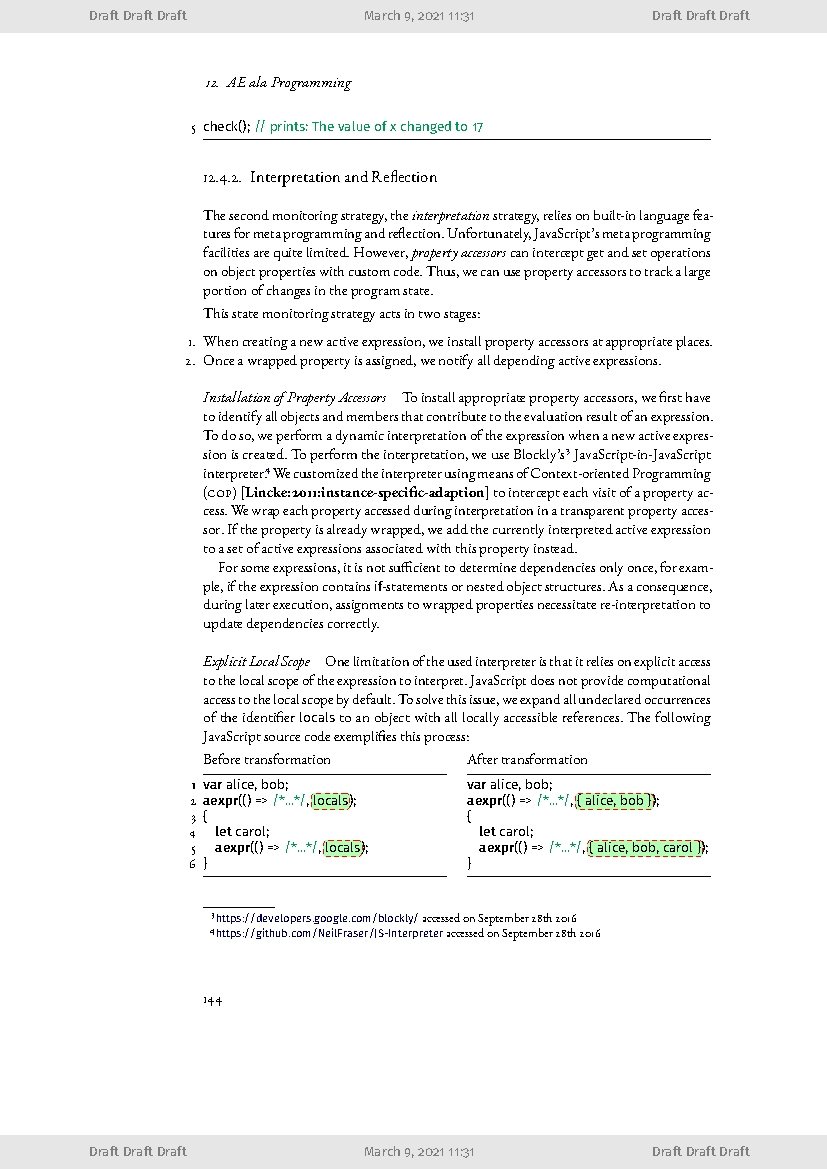 Draft Draft Draft March 9, 2021 11:31 Draft Draft Draft
12. AE ala Programming
5 check(); // prints: The value of x changed to 17
12.4.2. Interpretation and Reflection
The second monitoring strategy, the interpretation strategy, relies on built-in language fea-
tures for meta programming and reflection. Unfortunately, JavaScript's meta programming
facilities are quite limited. However, property accessors can intercept get and set operations
on object properties with custom code. Thus, we can use property accessors to track a large
portion of changes in the program state.
This state monitoring strategy acts in two stages:
1. When creating a new active expression, we install property accessors at appropriate places.
2. Once a wrapped property is assigned, we notify all depending active expressions.
Installation of Property Accessors To install appropriate property accessors, we first have
to identify all objects and members that contribute to the evaluation result of an expression.
To do so, we perform a dynamic interpretation of the expression when a new active expres-
sion is created. To perform the interpretation, we use Blockly's³ JavaScript-in-JavaScript
interpreter.⁴ We customized the interpreter using means of Context-oriented Programming
(COP) [Lincke:2011:instance-specific-adaption] to intercept each visit of a property ac-
cess. We wrap each property accessed during interpretation in a transparent property acces-
sor. If the property is already wrapped, we add the currently interpreted active expression
to a set of active expressions associated with this property instead.
For some expressions, it is not sufficient to determine dependencies only once, for exam-
ple, if the expression contains if-statements or nested object structures. As a consequence,
during later execution, assignments to wrapped properties necessitate re-interpretation to
update dependencies correctly.
Explicit Local Scope One limitation of the used interpreter is that it relies on explicit access
to the local scope of the expression to interpret. JavaScript does not provide computational
access to the local scope by default. To solve this issue, we expand all undeclared occurrences
of the identifier locals to an object with all locally accessible references. The following
JavaScript source code exemplifies this process:
Before transformation
1 var alice, bob;
2 aexpr(() => /*...*/, locals);
3 {
4 let carol;
5 aexpr(() => /*...*/, locals);
6 }
After transformation
var alice, bob;
aexpr(() => /*...*/, { alice, bob });
{
let carol;
aexpr(() => /*...*/, { alice, bob, carol });
}
³https://developers.google.com/blockly/ accessed on September 28th 2016
⁴https://github.com/NeilFraser/JS-Interpreter accessed on September 28th 2016
144
Draft Draft Draft March 9, 2021 11:31 Draft Draft Draft